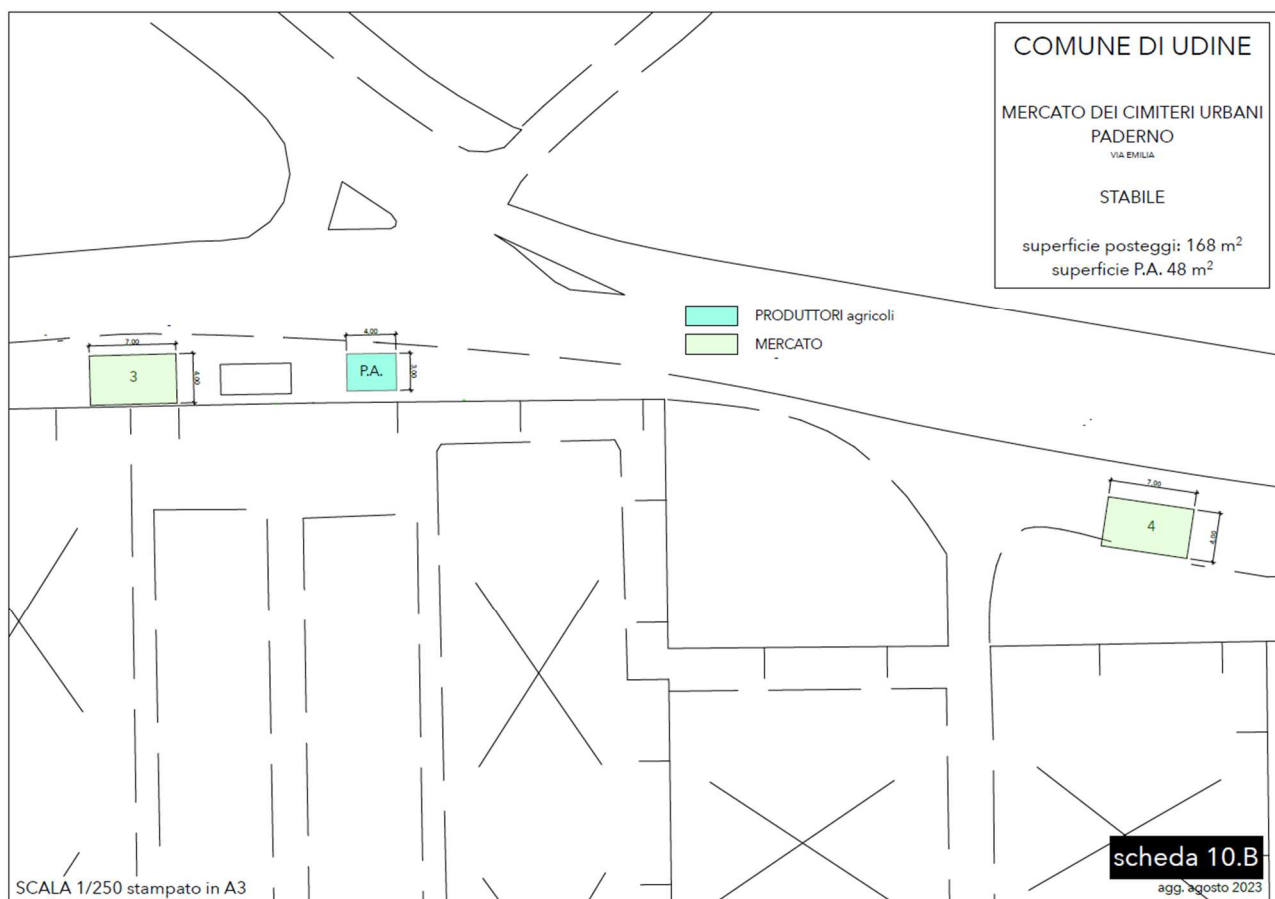 COMUNE DI UDINE
MERCATO DEI CIMITERI URBANI
PADERNO
VIA EMILIA
STABILE
superficie posteggi: 168 m²
superficie P.A. 48 m²
PRODUTTORI agricoli
MERCATO
7.00
3
4.00
4.00
P.A.
3.00
7.00
4
4.00
scheda 10.B
SCALA 1/250 stampato in A3
agg. agosto 2023